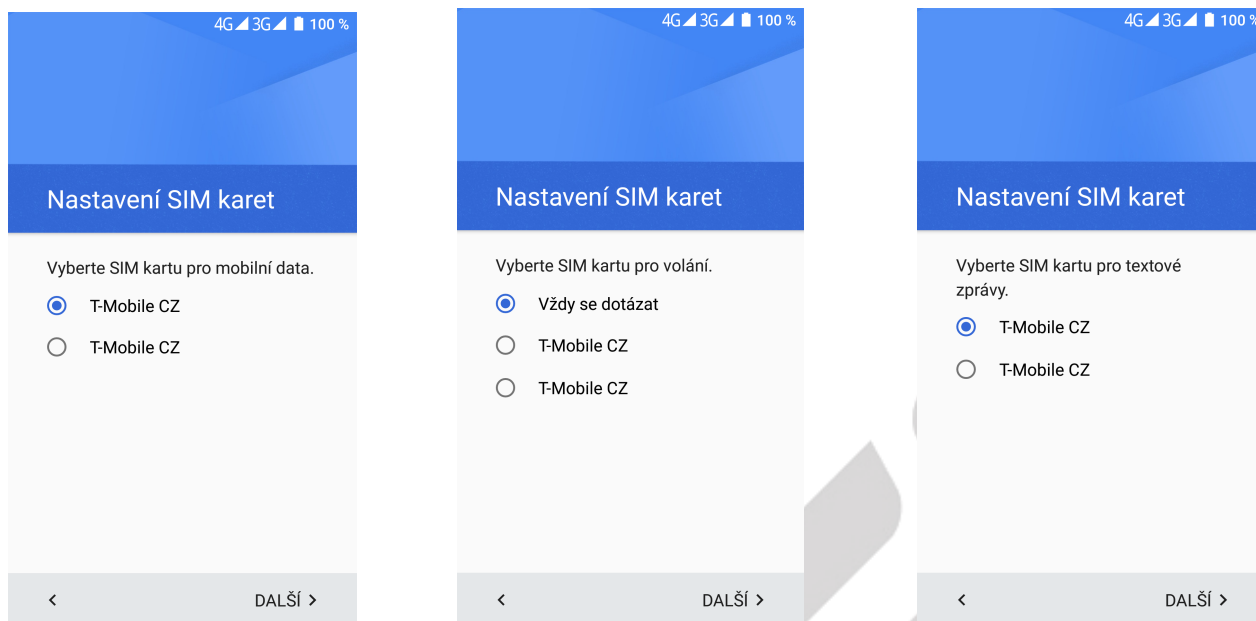 4G 3G 100 %
Nastavení SIM karet
Vyberte SIM kartu pro mobilní data.
T-Mobile CZ
T-Mobile CZ
DALŠÍ
4G 3G 100 %
Nastavení SIM karet
Vyberte SIM kartu pro volání.
Vždy se dotázat
T-Mobile CZ
T-Mobile CZ
DALŠÍ
4G 3G 100 %
Nastavení SIM karet
Vyberte SIM kartu pro textové
zprávy.
T-Mobile CZ
T-Mobile CZ
DALŠÍ